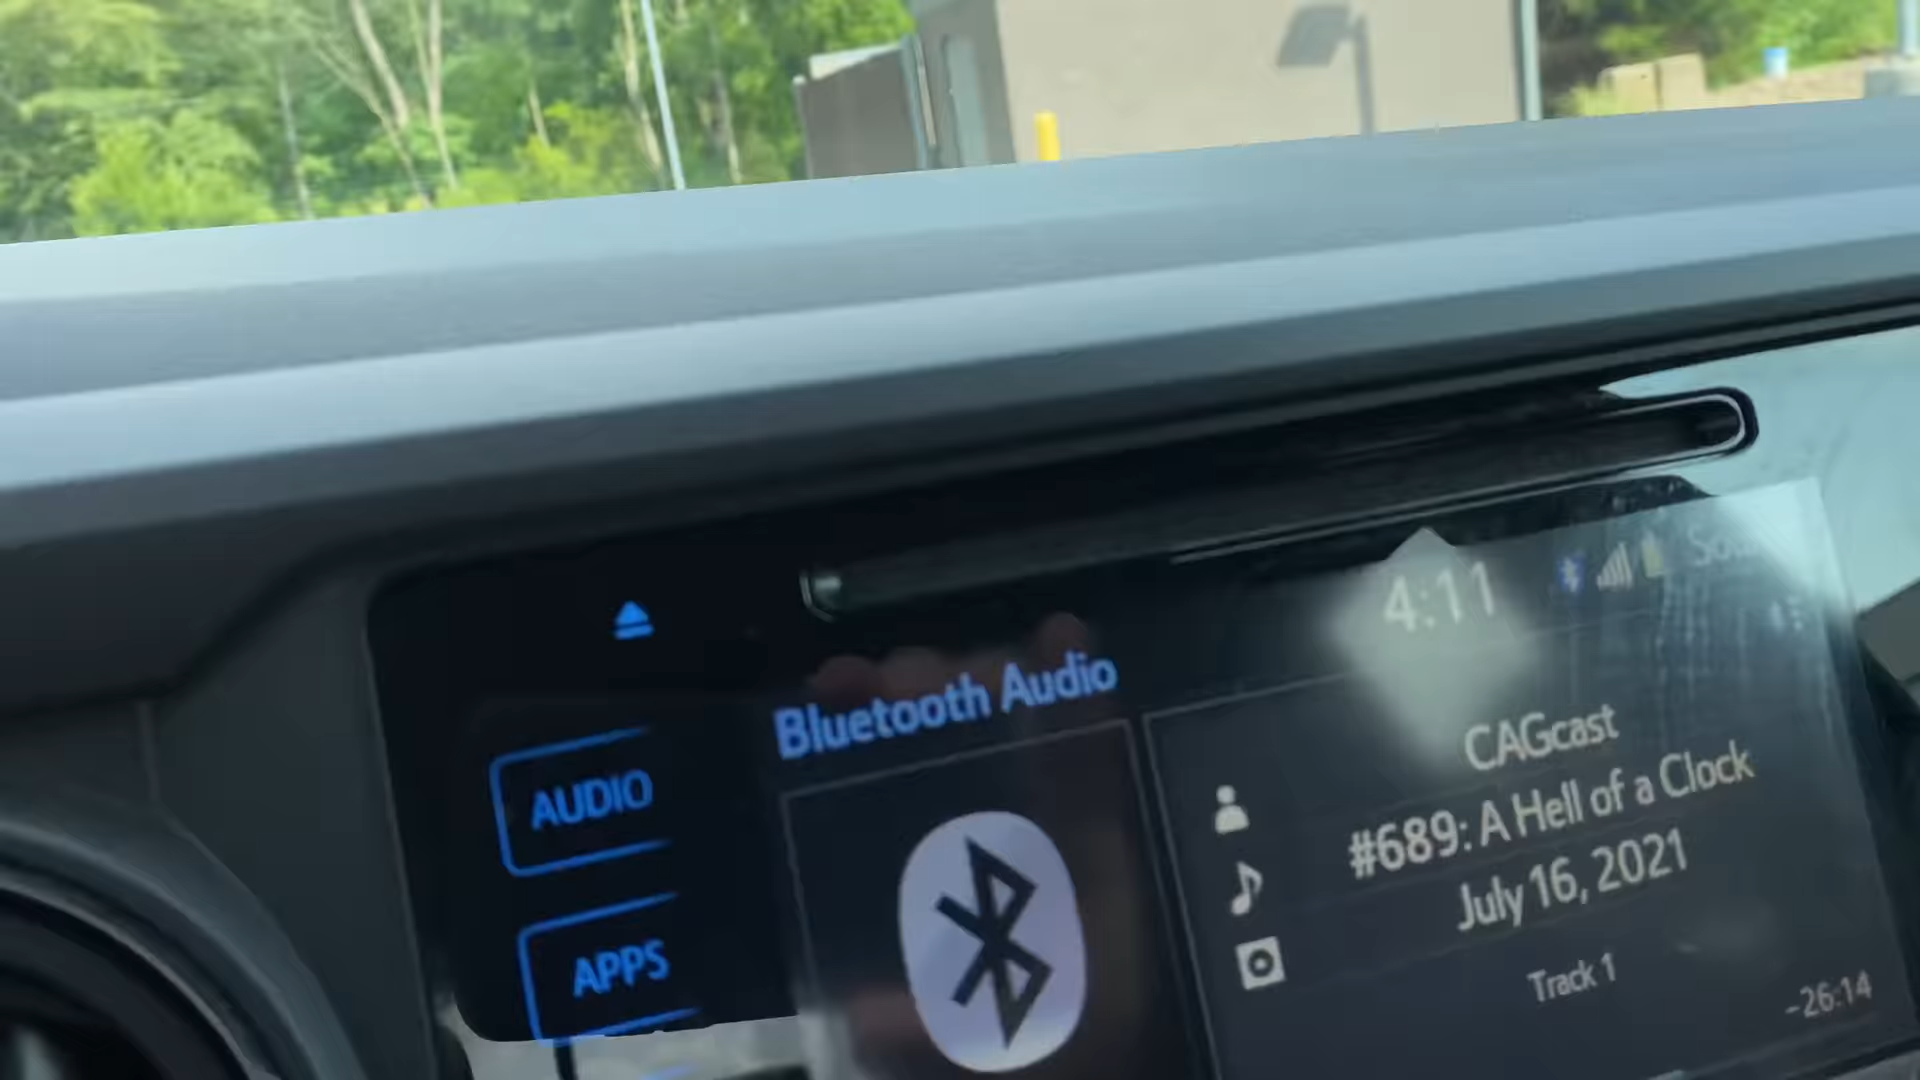 4:11
Bluetooth Audio
AUDIO
APPS
CAGcast
#689: A Hell of a Clock
July 16, 2021
Track 1
-26:14